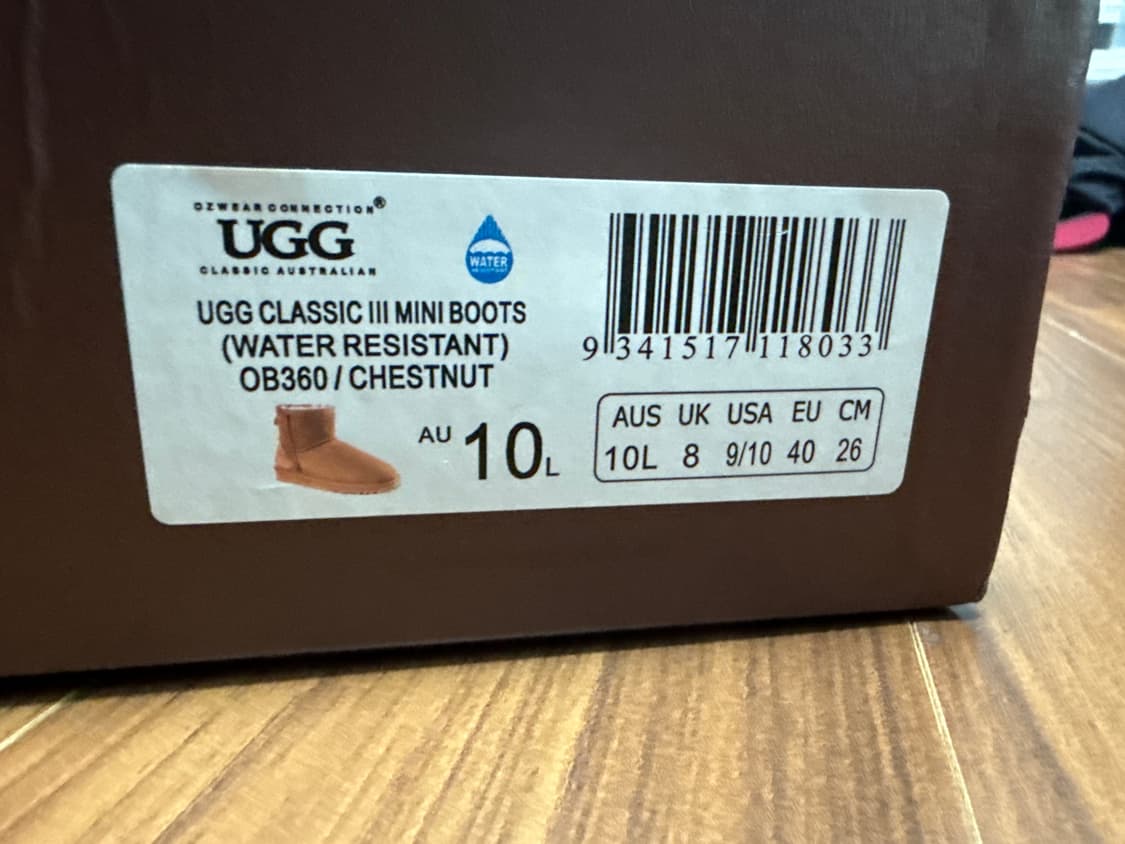 OZWEAR CONNECTION®
UGG
CLASSIC AUSTRALIAN
WATER
UGG CLASSIC III MINI BOOTS
(WATER RESISTANT)
OB360 / CHESTNUT
AU 10L
9 341517 118033
AUS UK USA EU CM
10L 8 9/10 40 26